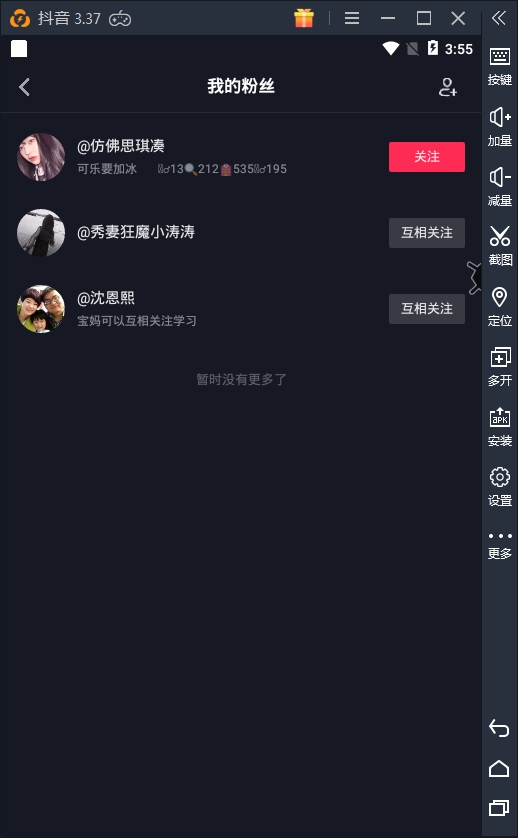 抖音 3.37
3:55
我的粉丝
@仿佛思琪凑
可乐要加冰 ♂13🔍212👛535♂195
关注
@秀妻狂魔小涛涛
互相关注
@沈恩熙
宝妈可以互相关注学习
互相关注
暂时没有更多了
按键
加量
减量
截图
定位
多开
APK
安装
设置
更多